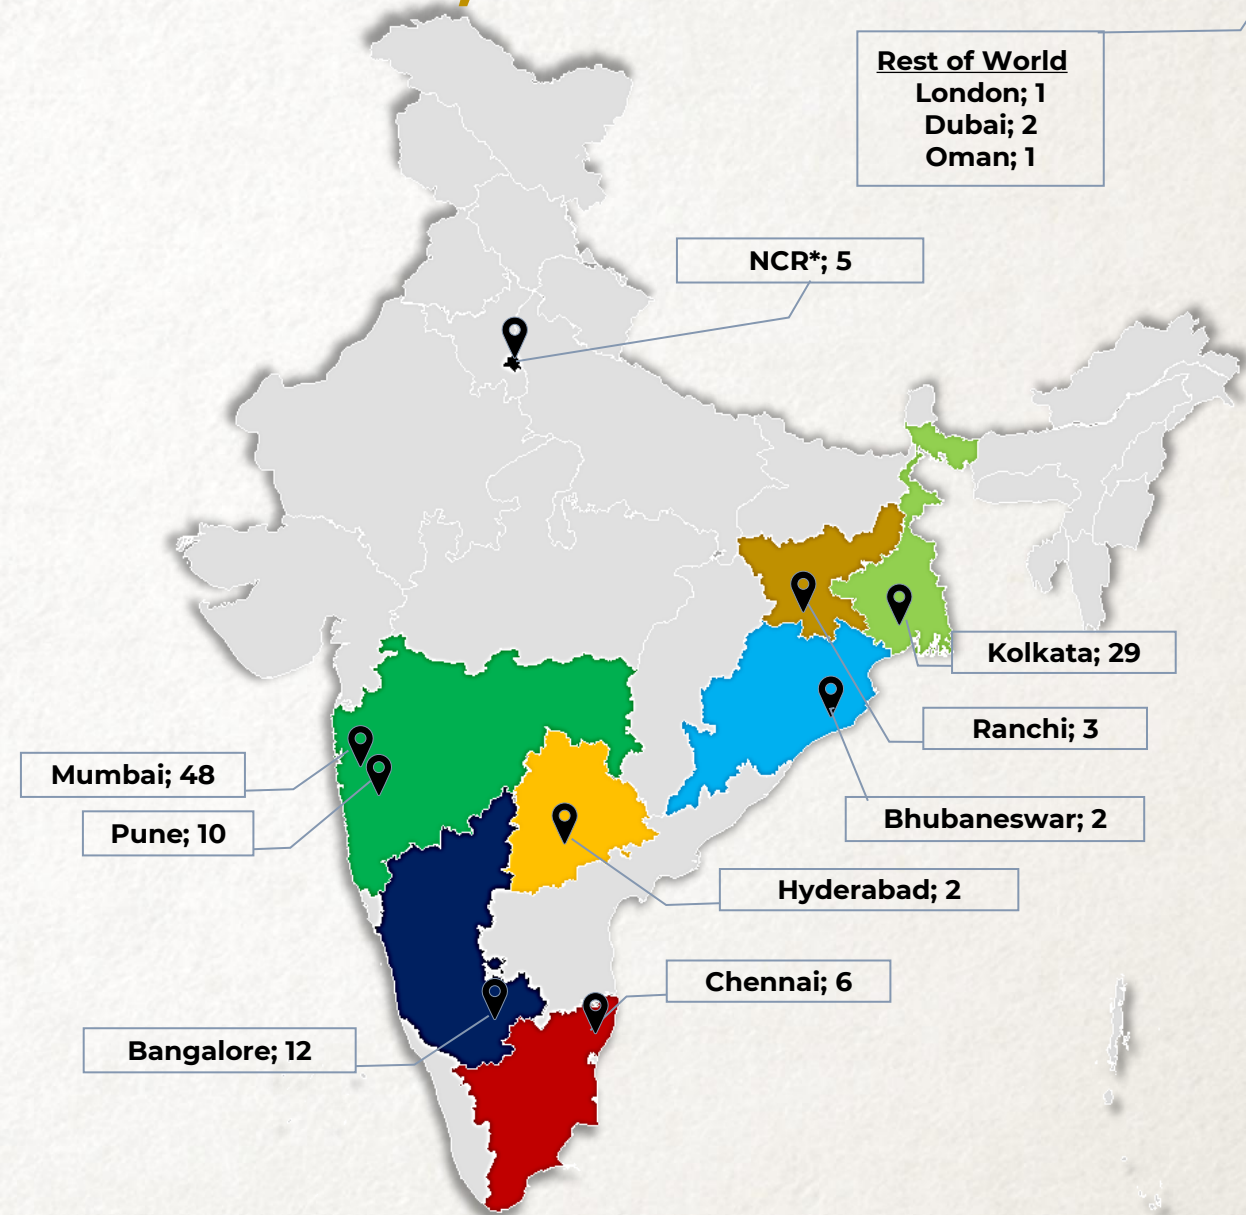 Rest of World
London; 1
Dubai; 2
Oman; 1
NCR*; 5
Kolkata; 29
Ranchi; 3
Mumbai; 48
Bhubaneswar; 2
Pune; 10
Hyderabad; 2
Chennai; 6
Bangalore; 12